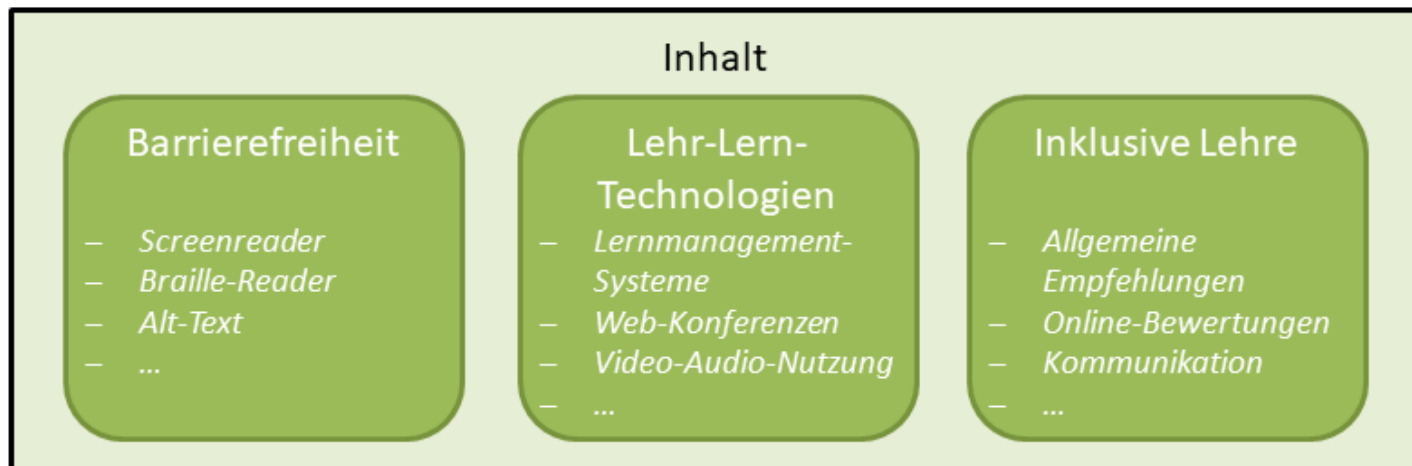 Inhalt
Barrierefreiheit
– Screenreader
– Braille-Reader
– Alt-Text
– ...
Lehr-Lern-
Technologien
– Lernmanagement-
Systeme
– Web-Konferenzen
– Video-Audio-Nutzung
– ...
Inklusive Lehre
– Allgemeine
Empfehlungen
– Online-Bewertungen
– Kommunikation
– ...